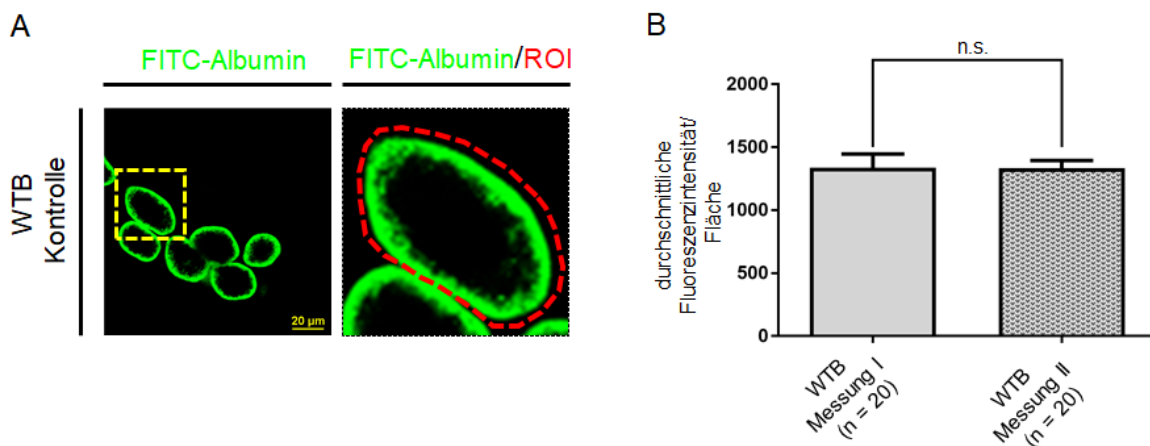 A
FITC-Albumin
FITC-Albumin/ROI
WTB
Kontrolle
20 µm
B
n.s.
durchschnittliche
Fluoreszenzintensität/
Fläche
2000
1500
1000
500
0
WTB
Messung I
(n = 20)
WTB
Messung II
(n = 20)